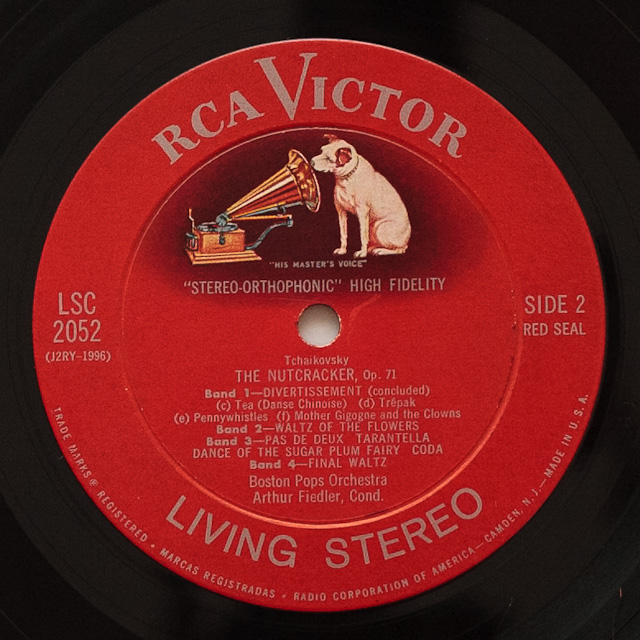 RCA VICTOR
"HIS MASTER'S VOICE"
"STEREO-ORTHOPHONIC" HIGH FIDELITY
LSC
2052
(J2RY-1996)
SIDE 2
RED SEAL
Tchaikovsky
THE NUTCRACKER, Op. 71
Band 1—DIVERTISSEMENT (concluded)
(c) Tea (Danse Chinoise) (d) Trépak
(e) Pennywhistles (f) Mother Gigogne and the Clowns
Band 2—WALTZ OF THE FLOWERS
Band 3—PAS DE DEUX TARANTELLA
DANCE OF THE SUGAR PLUM FAIRY CODA
Band 4—FINAL WALTZ
Boston Pops Orchestra
Arthur Fiedler, Cond.
LIVING STEREO
TRADE MARKS ® REGISTERED • MARCAS REGISTRADAS • RADIO CORPORATION OF AMERICA—CAMDEN, N. J.—MADE IN U.S.A.